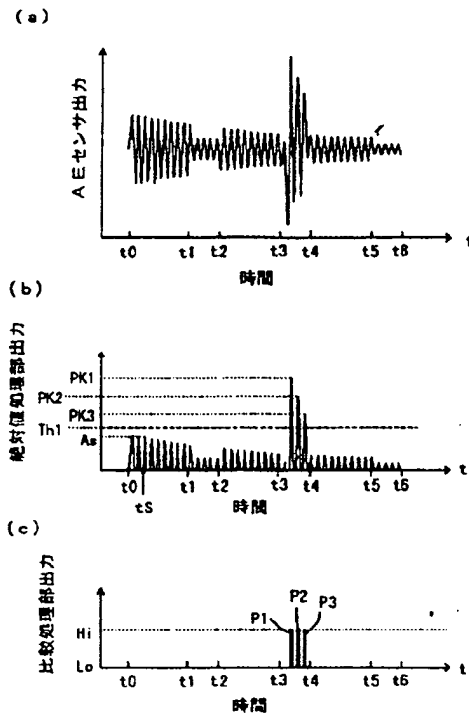 (a)
AEセンサ出力
t0 t1 t2 t3 t4 t5 t6 t
時間
(b)
絶対値処理部出力
PK1
PK2
PK3
Th1
As
t0 t1 t2 t3 t4 t5 t6 t
tS
時間
(c)
比較処理部出力
P1 P2 P3
Hi
Lo
t0 t1 t2 t3 t4 t5 t6 t
時間